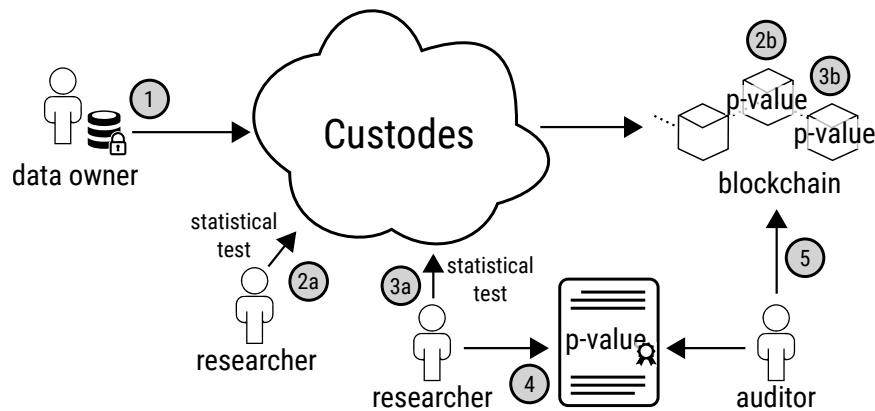 2b
1
3b
p-value
Custodes
p-value
data owner
blockchain
statistical
test
2a
3a
statistical
test
5
p-value
researcher
4
researcher
auditor